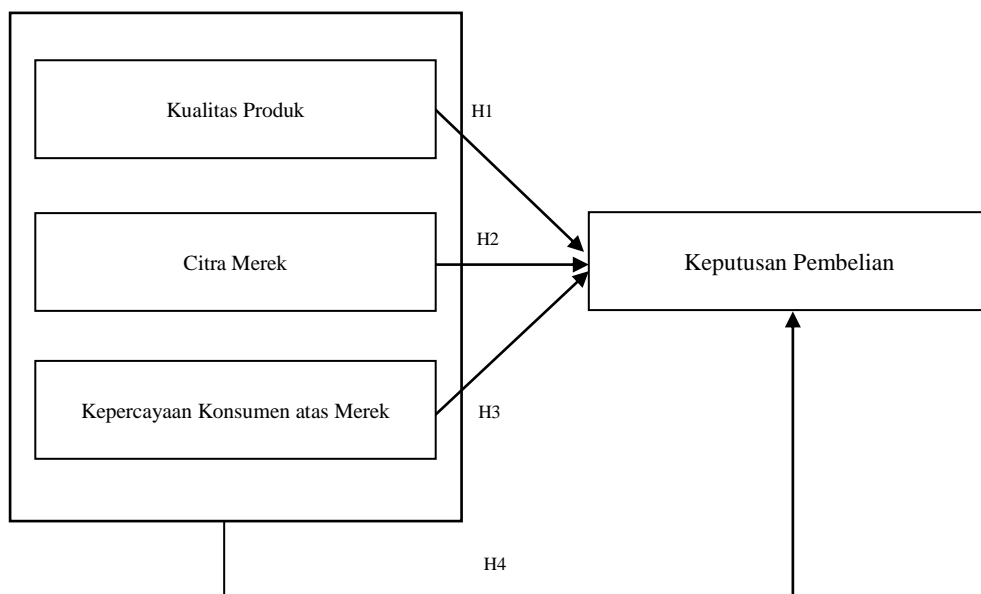 Kualitas Produk
H1
Citra Merek
H2
Keputusan Pembelian
Kepercayaan Konsumen atas Merek
H3
H4